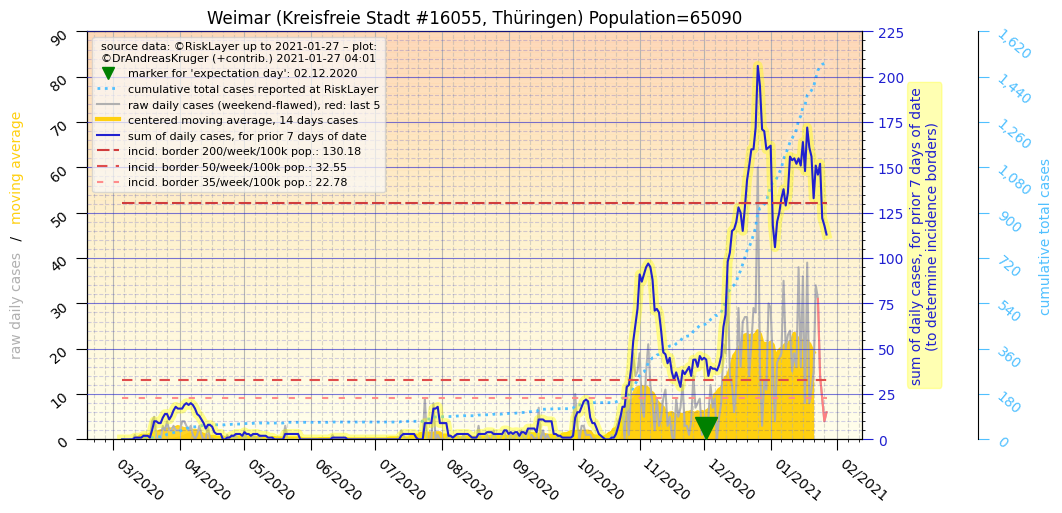 Weimar (Kreisfreie Stadt #16055, Thüringen) Population=65090
source data: ©RiskLayer up to 2021-01-27 – plot:
©DrAndreasKruger (+contrib.) 2021-01-27 04:01
marker for 'expectation day': 02.12.2020
cumulative total cases reported at RiskLayer
raw daily cases (weekend-flawed), red: last 5
centered moving average, 14 days cases
sum of daily cases, for prior 7 days of date
incid. border 200/week/100k pop.: 130.18
incid. border 50/week/100k pop.: 32.55
incid. border 35/week/100k pop.: 22.78
raw daily cases / moving average
90
80
70
60
50
40
30
20
10
0
03/2020
04/2020
05/2020
06/2020
07/2020
08/2020
09/2020
10/2020
11/2020
12/2020
01/2021
02/2021
225
200
175
150
125
100
75
50
25
0
sum of daily cases, for prior 7 days of date
(to determine incidence borders)
1,620
1,440
1,260
1,080
900
720
540
360
180
0
cumulative total cases